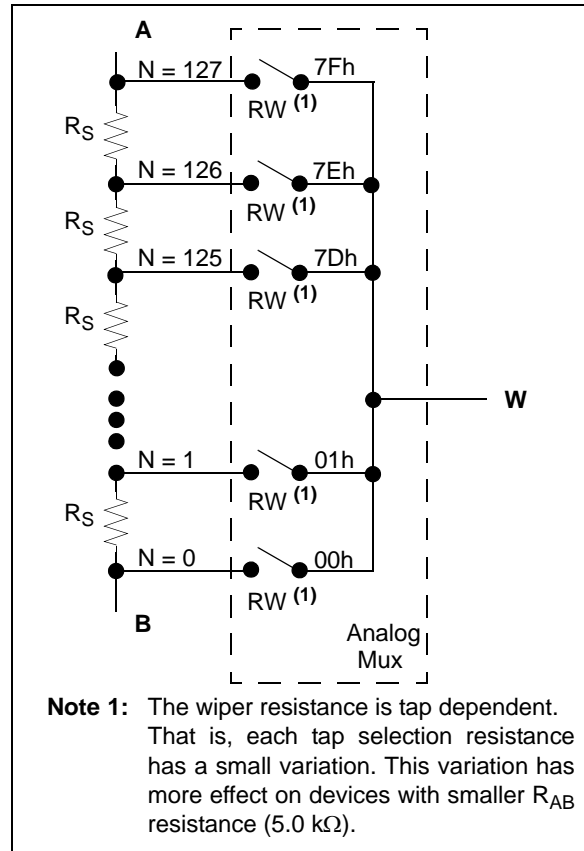 A
N = 127
7Fh
RW (1)
RS
N = 126
7Eh
RW (1)
RS
N = 125
7Dh
RW (1)
RS
W
N = 1
01h
RW (1)
RS
N = 0
00h
RW (1)
B
Analog
Mux
Note 1: The wiper resistance is tap dependent.
That is, each tap selection resistance
has a small variation. This variation has
more effect on devices with smaller RAB
resistance (5.0 kΩ).